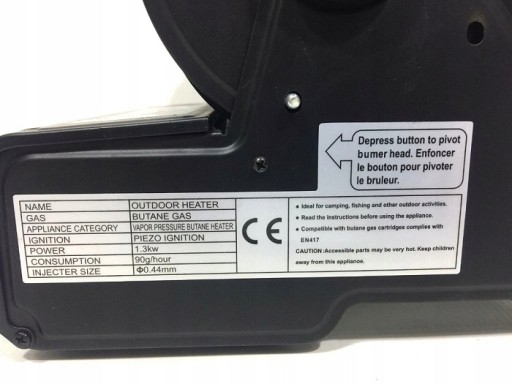 Depress button to pivot
burner head. Enfoncer
le bouton pour pivoter
le bruleur.
NAME OUTDOOR HEATER
GAS BUTANE GAS
APPLIANCE CATEGORY VAPOR PRESSURE BUTANE HEATER
IGNITION PIEZO IGNITION
POWER 1.3kw
CONSUMPTION 90g/hour
INJECTER SIZE Φ0.44mm
CE
● Ideal for camping, fishing and other outdoor activities.
● Read the instructions before using the appliance.
● Compatible with butane gas cartridges complies with
EN417
CAUTION:Accessible parts may be very hot. Keep children
away from this appliance.